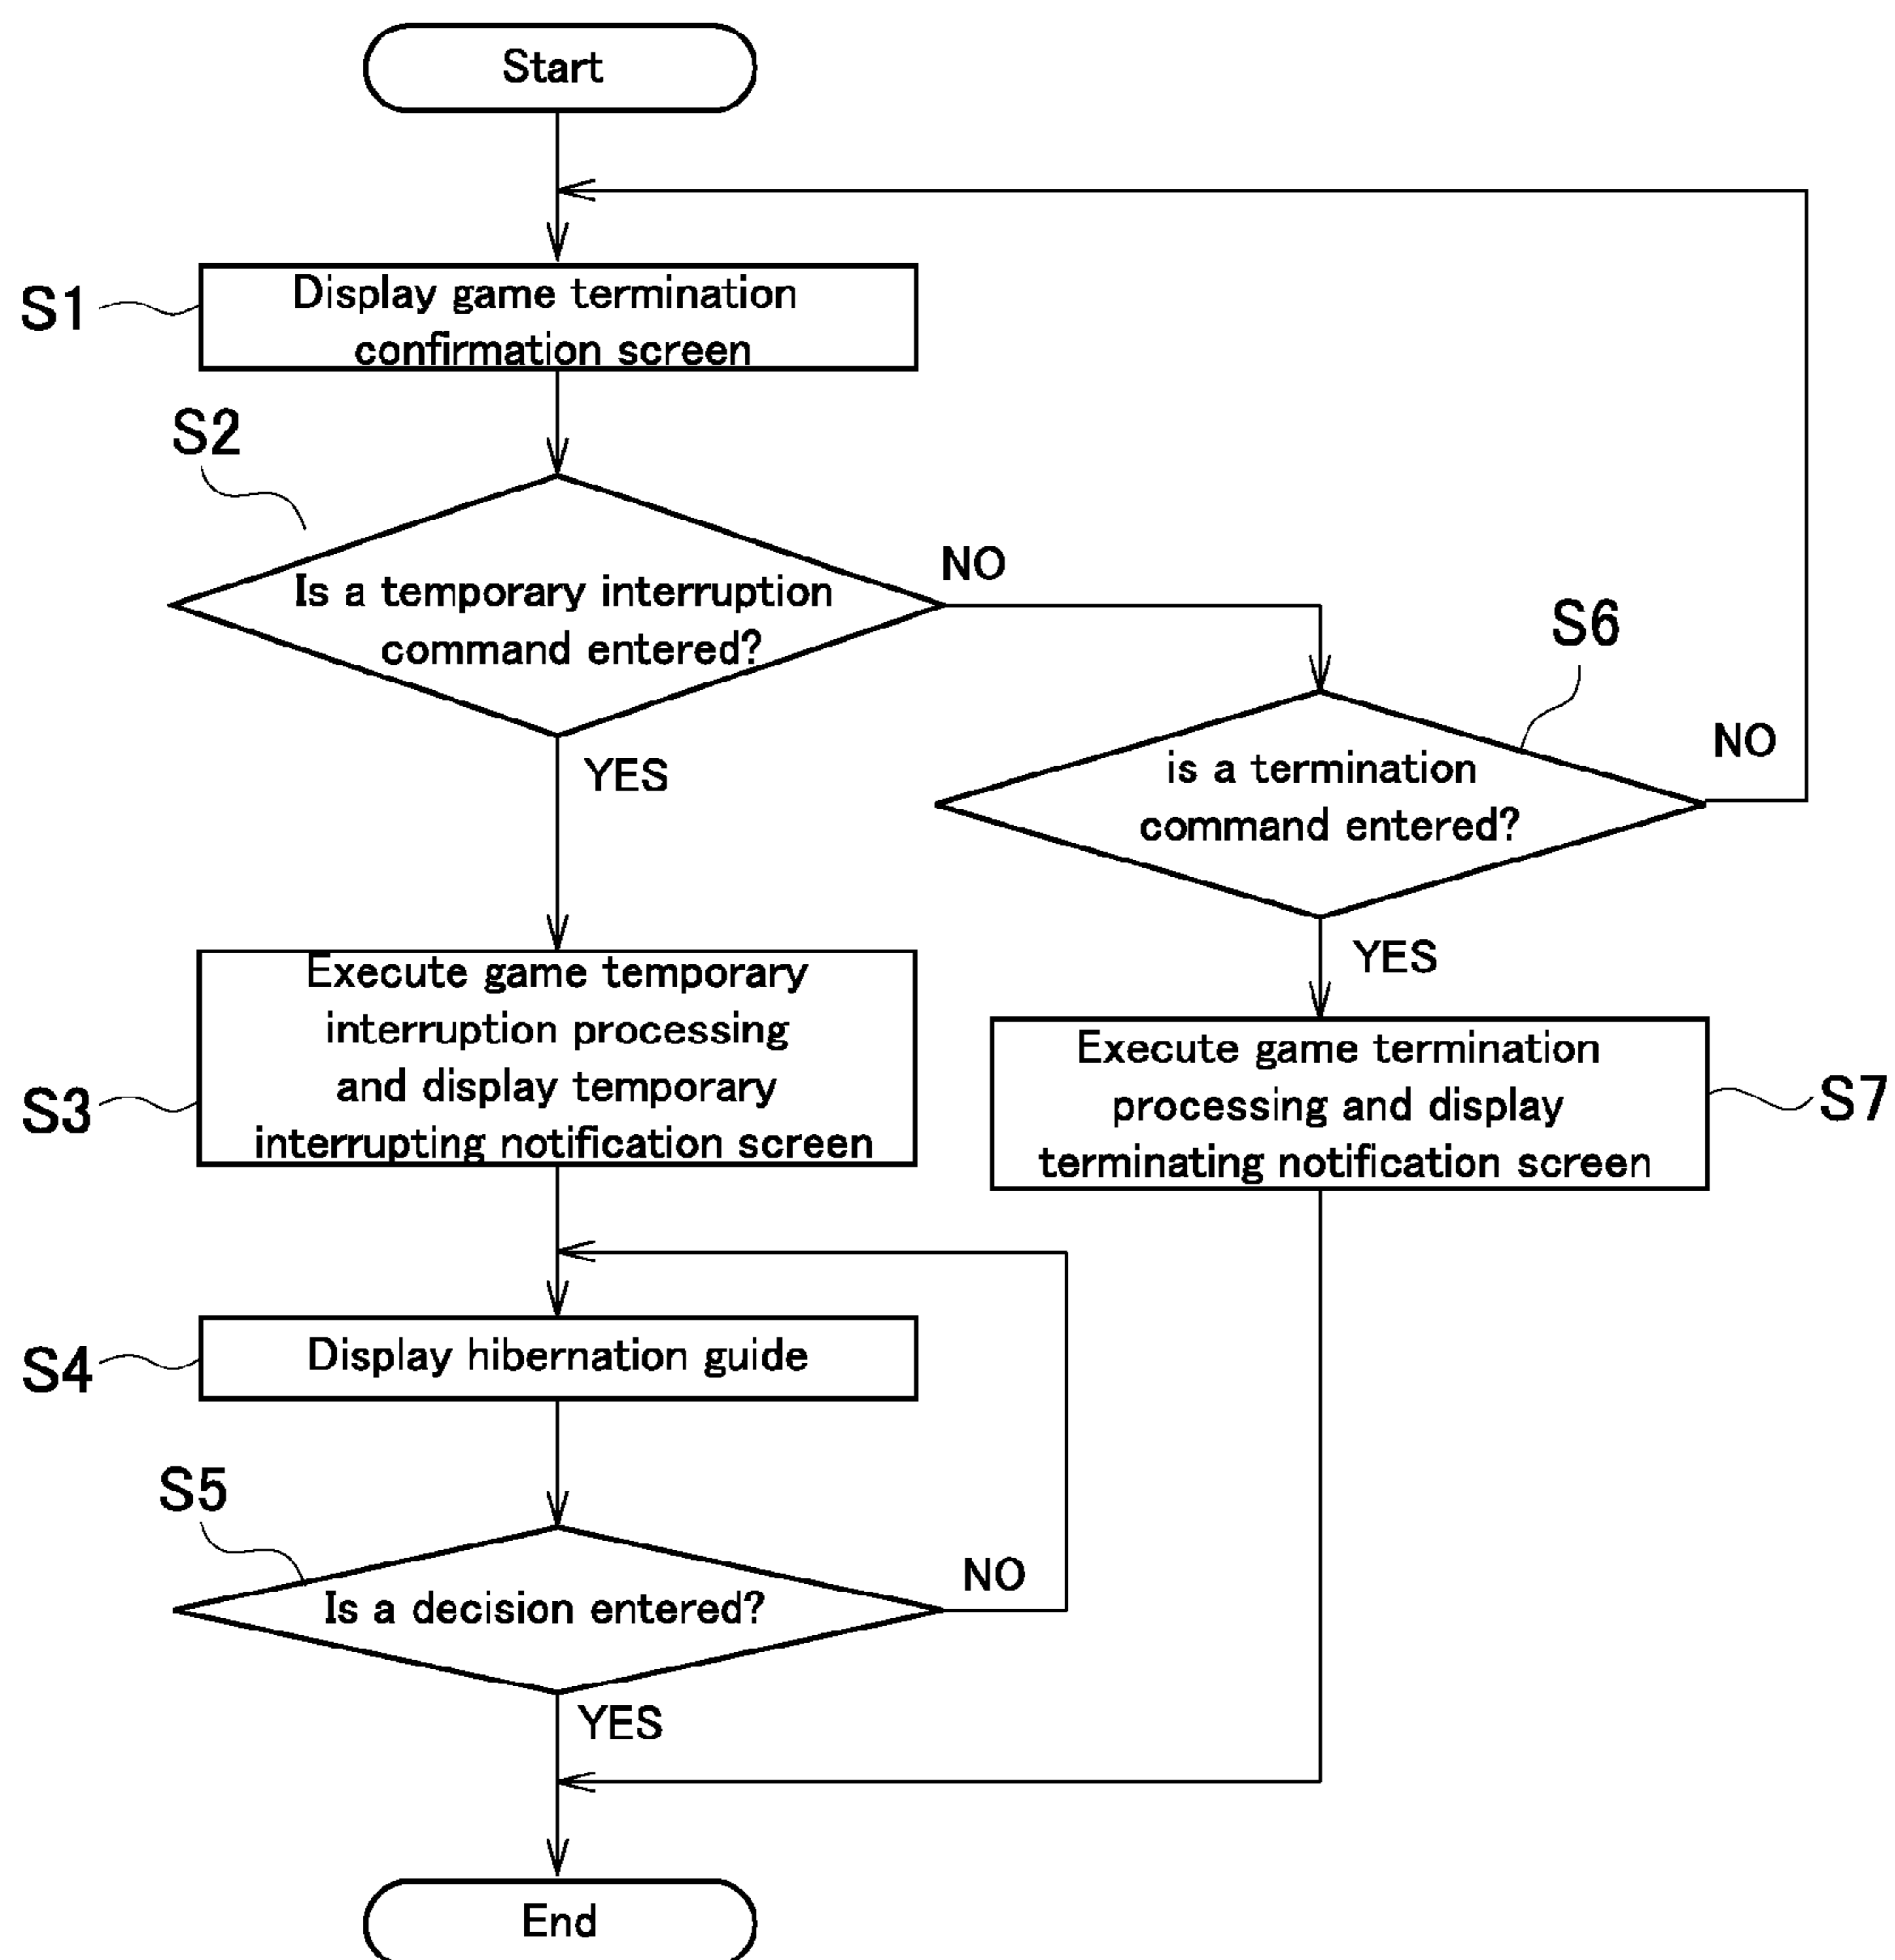 Start
S1
Display game termination
confirmation screen
S2
Is a temporary interruption
command entered?
NO
YES
S6
is a termination
command entered?
NO
YES
S3
Execute game temporary
interruption processing
and display temporary
interrupting notification screen
Execute game termination
processing and display
terminating notification screen
S7
S4
Display hibernation guide
S5
Is a decision entered?
NO
YES
End